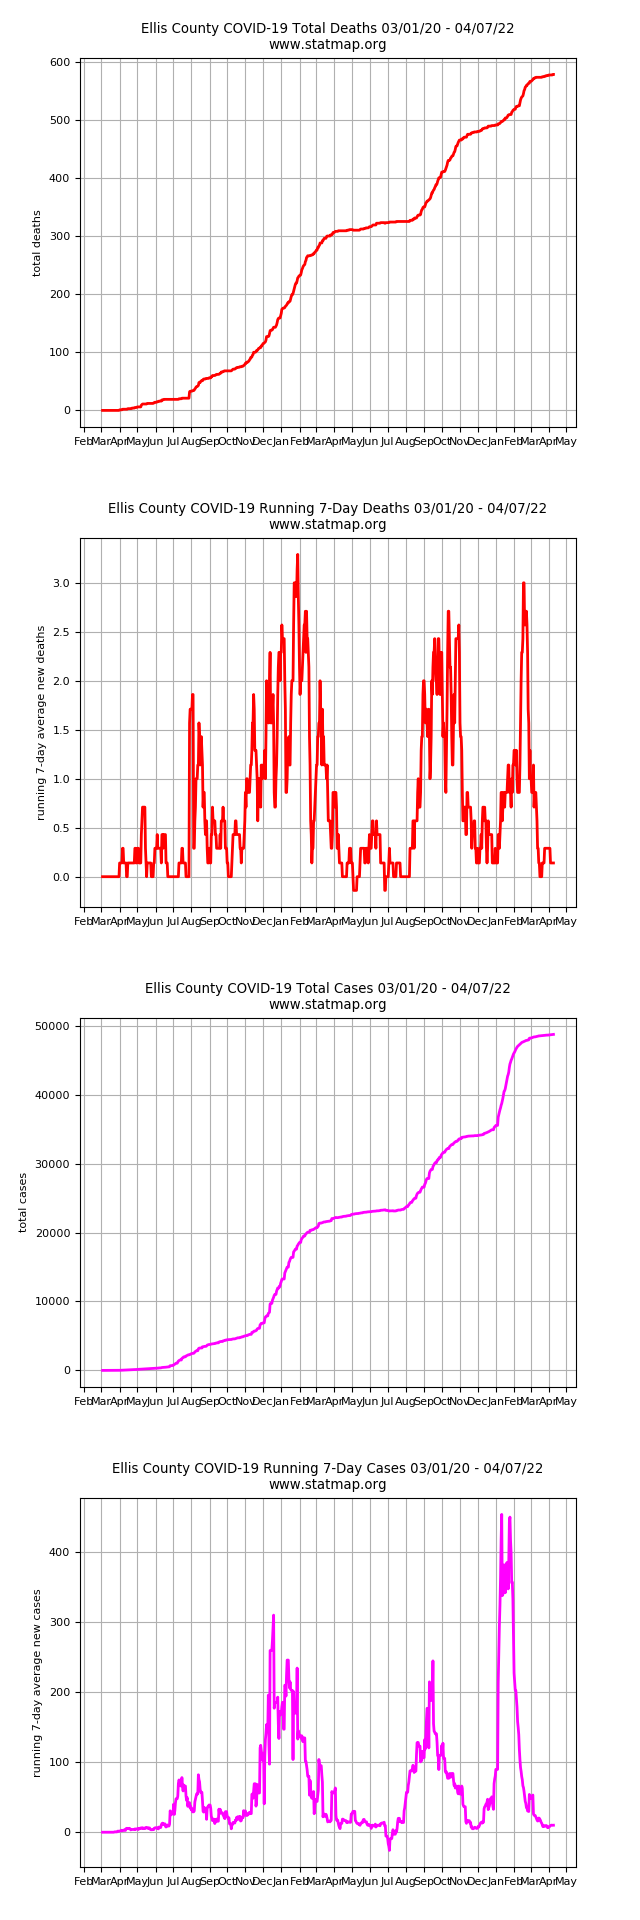 Ellis County COVID-19 Total Deaths 03/01/20 - 04/07/22
www.statmap.org
600
500
400
300
200
100
0
total deaths
Feb Mar Apr May Jun Jul Aug Sep Oct Nov Dec Jan Feb Mar Apr May Jun Jul Aug Sep Oct Nov Dec Jan Feb Mar Apr May
Ellis County COVID-19 Running 7-Day Deaths 03/01/20 - 04/07/22
www.statmap.org
3.0
2.5
2.0
1.5
1.0
0.5
0.0
running 7-day average new deaths
Feb Mar Apr May Jun Jul Aug Sep Oct Nov Dec Jan Feb Mar Apr May Jun Jul Aug Sep Oct Nov Dec Jan Feb Mar Apr May
Ellis County COVID-19 Total Cases 03/01/20 - 04/07/22
www.statmap.org
50000
40000
30000
20000
10000
0
total cases
Feb Mar Apr May Jun Jul Aug Sep Oct Nov Dec Jan Feb Mar Apr May Jun Jul Aug Sep Oct Nov Dec Jan Feb Mar Apr May
Ellis County COVID-19 Running 7-Day Cases 03/01/20 - 04/07/22
www.statmap.org
400
300
200
100
0
running 7-day average new cases
Feb Mar Apr May Jun Jul Aug Sep Oct Nov Dec Jan Feb Mar Apr May Jun Jul Aug Sep Oct Nov Dec Jan Feb Mar Apr May